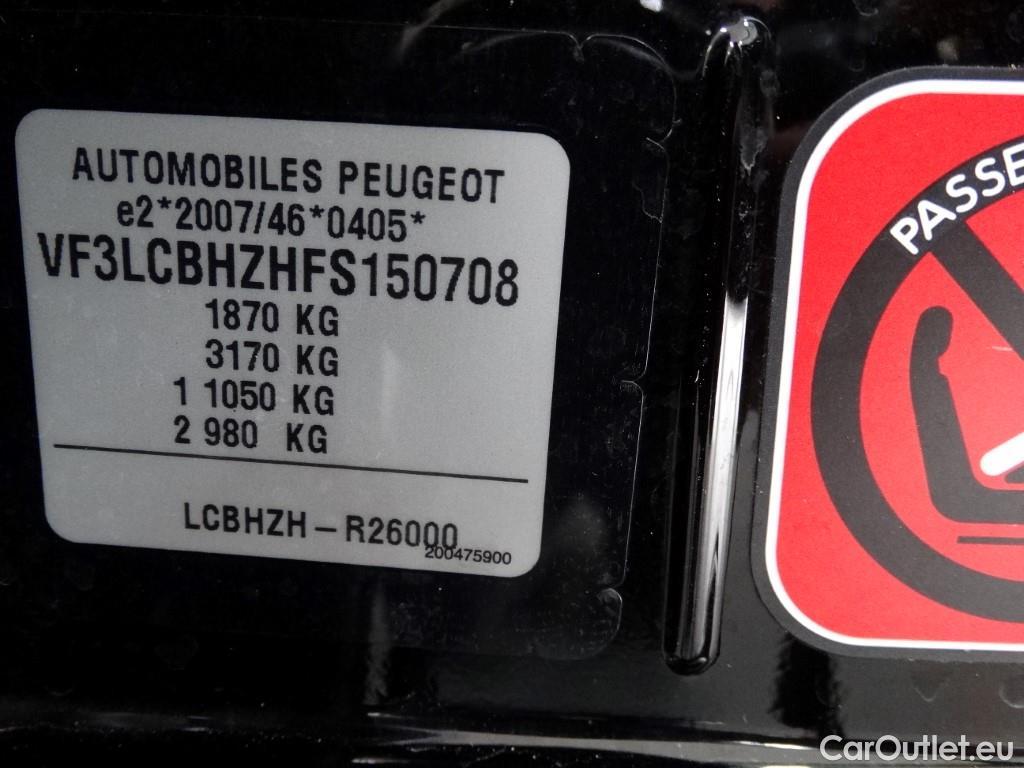 AUTOMOBILES PEUGEOT
e2*2007/46*0405*
VF3LCBHZHFS150708
1870 KG
3170 KG
1 1050 KG
2 980 KG
LCBHZH - R26000
200475900
PASSE
CarOutlet.eu